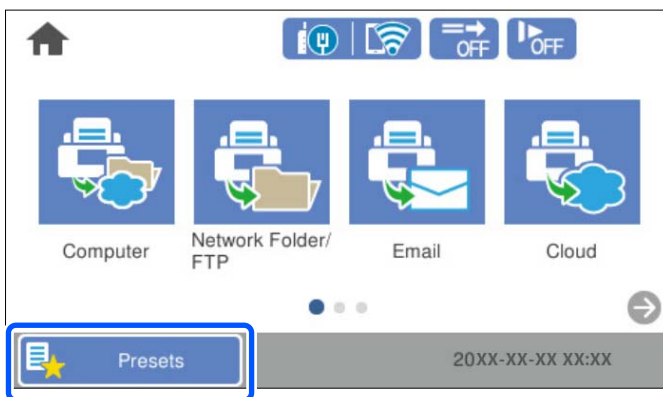 OFF
OFF
Computer
Network Folder/
FTP
Email
Cloud
Presets
20XX-XX-XX XX:XX